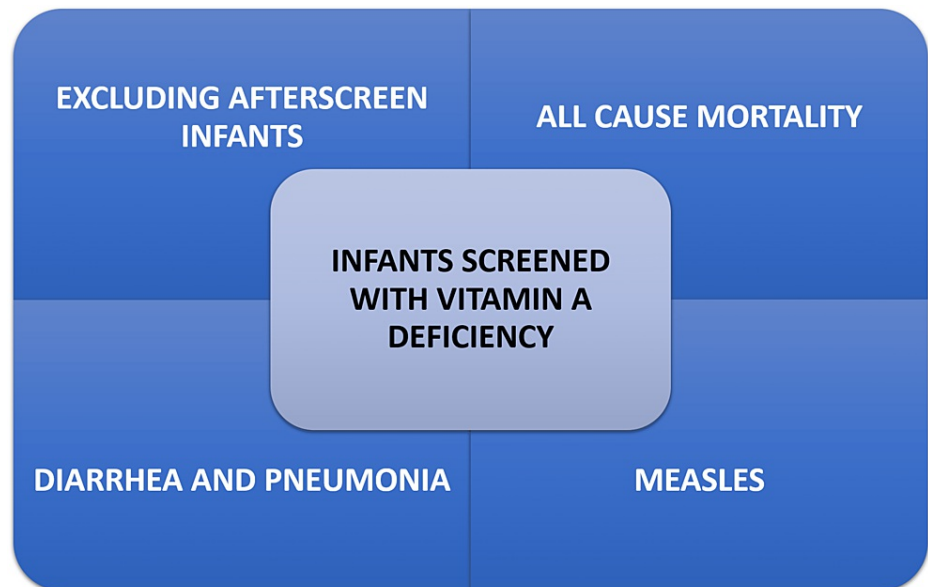 EXCLUDING AFTERSCREEN
INFANTS
ALL CAUSE MORTALITY
INFANTS SCREENED
WITH VITAMIN A
DEFICIENCY
DIARRHEA AND PNEUMONIA
MEASLES